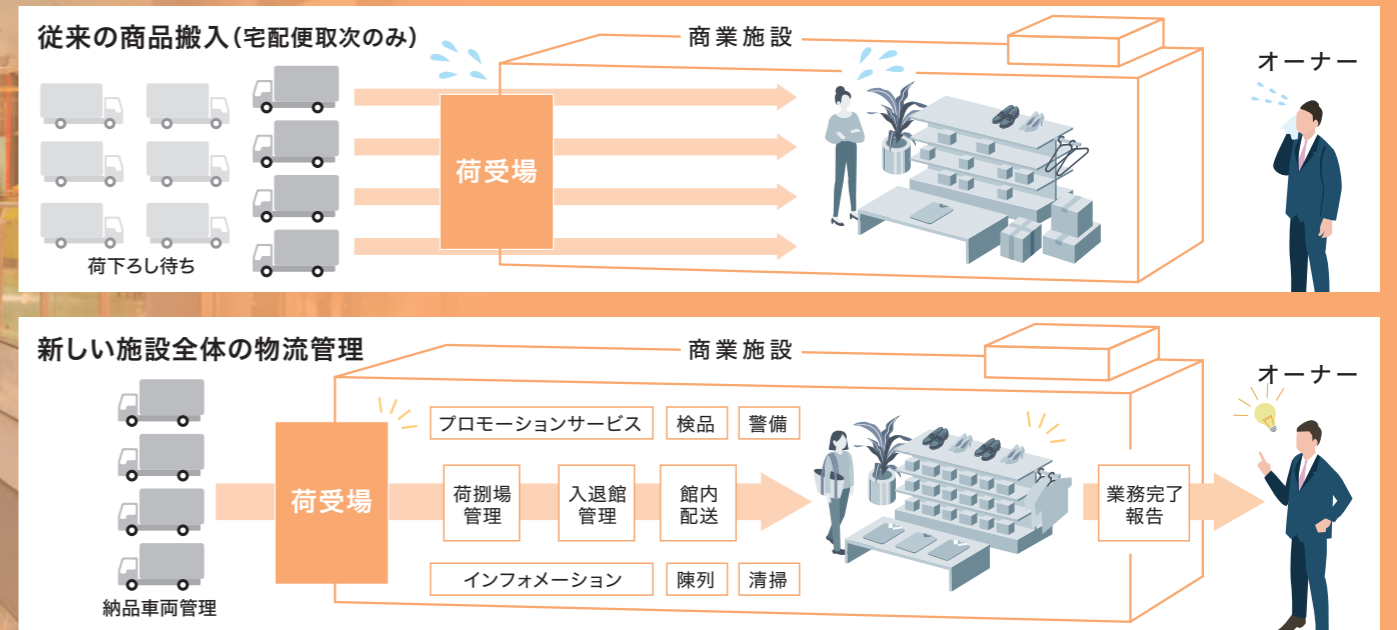 従来の商品搬入（宅配便取次のみ）
商業施設
オーナー
荷受場
荷下ろし待ち
新しい施設全体の物流管理
商業施設
オーナー
プロモーションサービス
検品
警備
荷受場
荷捌場
管理
入退館
管理
館内
配送
業務完了
報告
インフォメーション
陳列
清掃
納品車両管理